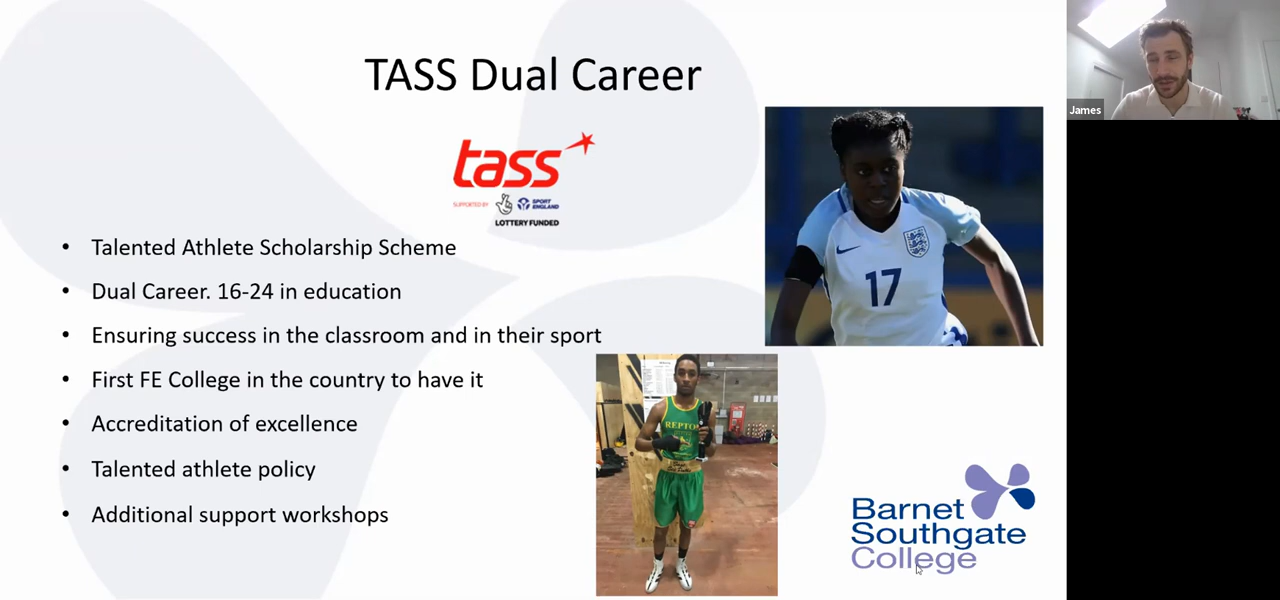 TASS Dual Career
James
tass
SUPPORTED BY
SPORT
ENGLAND
LOTTERY FUNDED
• Talented Athlete Scholarship Scheme
• Dual Career. 16-24 in education
• Ensuring success in the classroom and in their sport
• First FE College in the country to have it
• Accreditation of excellence
• Talented athlete policy
• Additional support workshops
17
REPTO
Barnet
Southgate
College